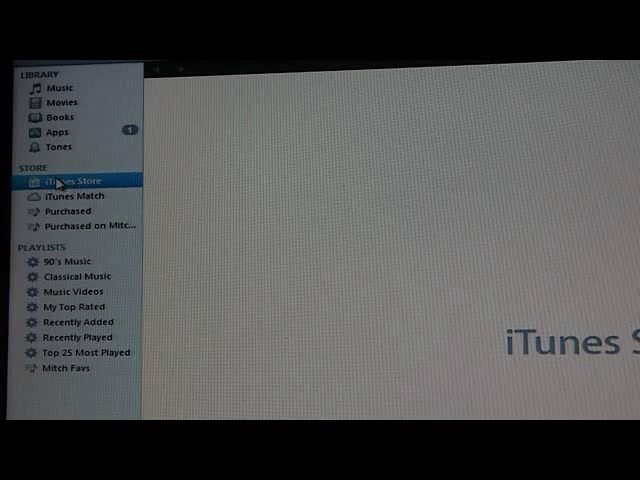 LIBRARY
Music
Movies
Books
Apps
1
Tones
STORE
iTunes Store
iTunes Match
Purchased
Purchased on Mitc...
PLAYLISTS
90's Music
Classical Music
Music Videos
My Top Rated
Recently Added
Recently Played
Top 25 Most Played
Mitch Favs
iTunes S